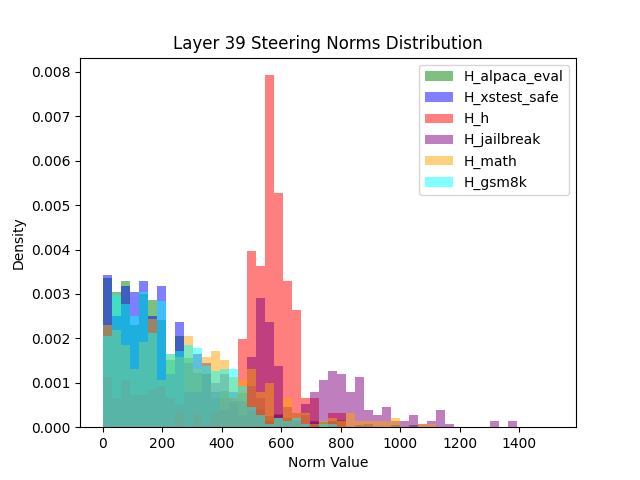 Layer 39 Steering Norms Distribution
H_alpaca_eval
H_xstest_safe
H_h
H_jailbreak
H_math
H_gsm8k
Density
0.008
0.007
0.006
0.005
0.004
0.003
0.002
0.001
0.000
0 200 400 600 800 1000 1200 1400
Norm Value